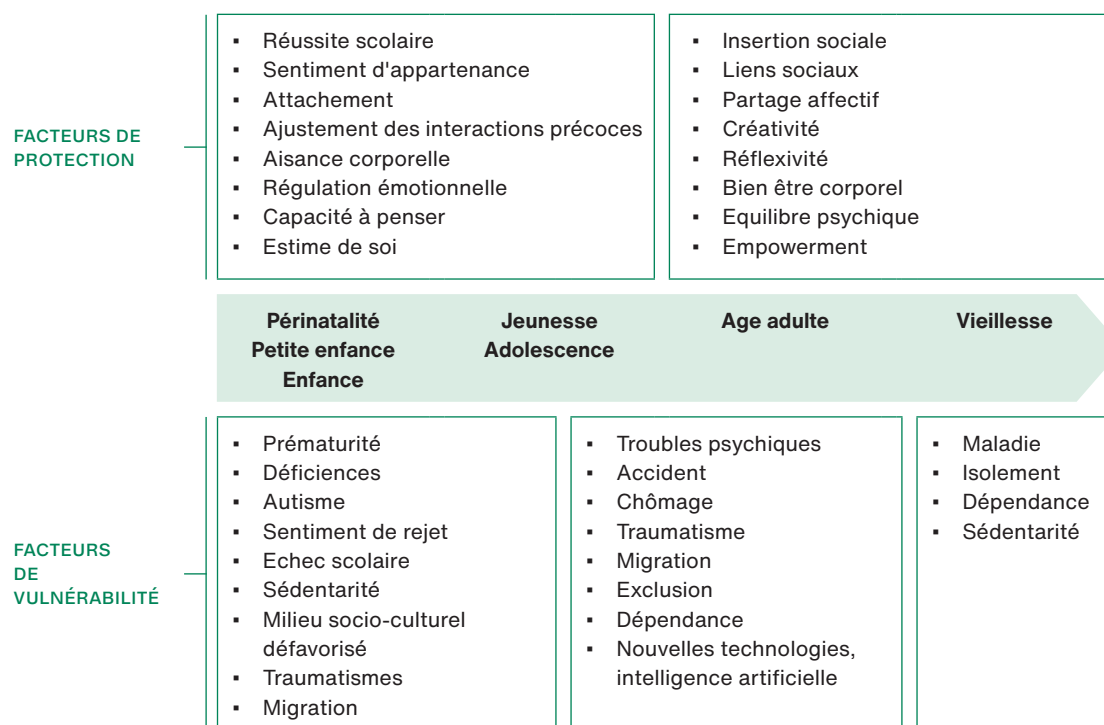 FACTEURS DE
PROTECTION
▪ Réussite scolaire
▪ Sentiment d'appartenance
▪ Attachement
▪ Ajustement des interactions précoces
▪ Aisance corporelle
▪ Régulation émotionnelle
▪ Capacité à penser
▪ Estime de soi
▪ Insertion sociale
▪ Liens sociaux
▪ Partage affectif
▪ Créativité
▪ Réflexivité
▪ Bien être corporel
▪ Equilibre psychique
▪ Empowerment
Périnatalité
Petite enfance
Enfance
Jeunesse
Adolescence
Age adulte
Vieillesse
FACTEURS
DE
VULNÉRABILITÉ
▪ Prématurité
▪ Déficiences
▪ Autisme
▪ Sentiment de rejet
▪ Echec scolaire
▪ Sédentarité
▪ Milieu socio-culturel
défavorisé
▪ Traumatismes
▪ Migration
▪ Troubles psychiques
▪ Accident
▪ Chômage
▪ Traumatisme
▪ Migration
▪ Exclusion
▪ Dépendance
▪ Nouvelles technologies,
intelligence artificielle
▪ Maladie
▪ Isolement
▪ Dépendance
▪ Sédentarité